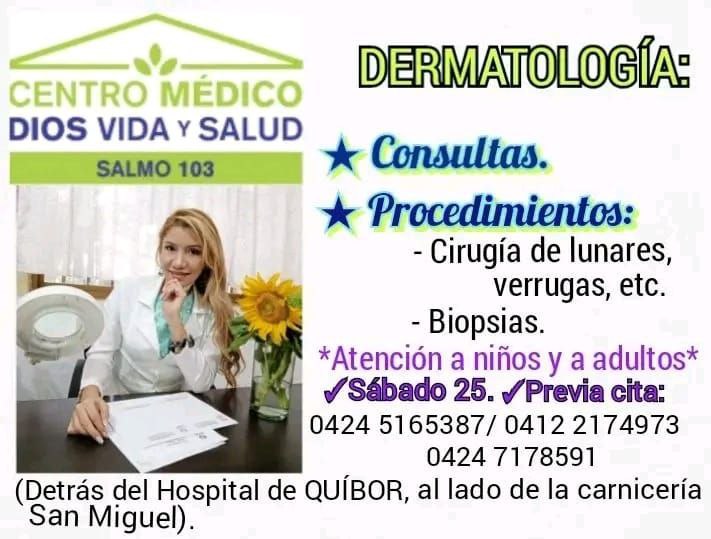 CENTRO MÉDICO
DIOS VIDA Y SALUD
SALMO 103
DERMATOLOGÍA:
★ Consultas.
★ Procedimientos:
- Cirugía de lunares,
verrugas, etc.
- Biopsias.
*Atención a niños y a adultos*
✓Sábado 25. ✓Previa cita:
0424 5165387/ 0412 2174973
0424 7178591
(Detrás del Hospital de QUÍBOR, al lado de la carnicería
San Miguel).